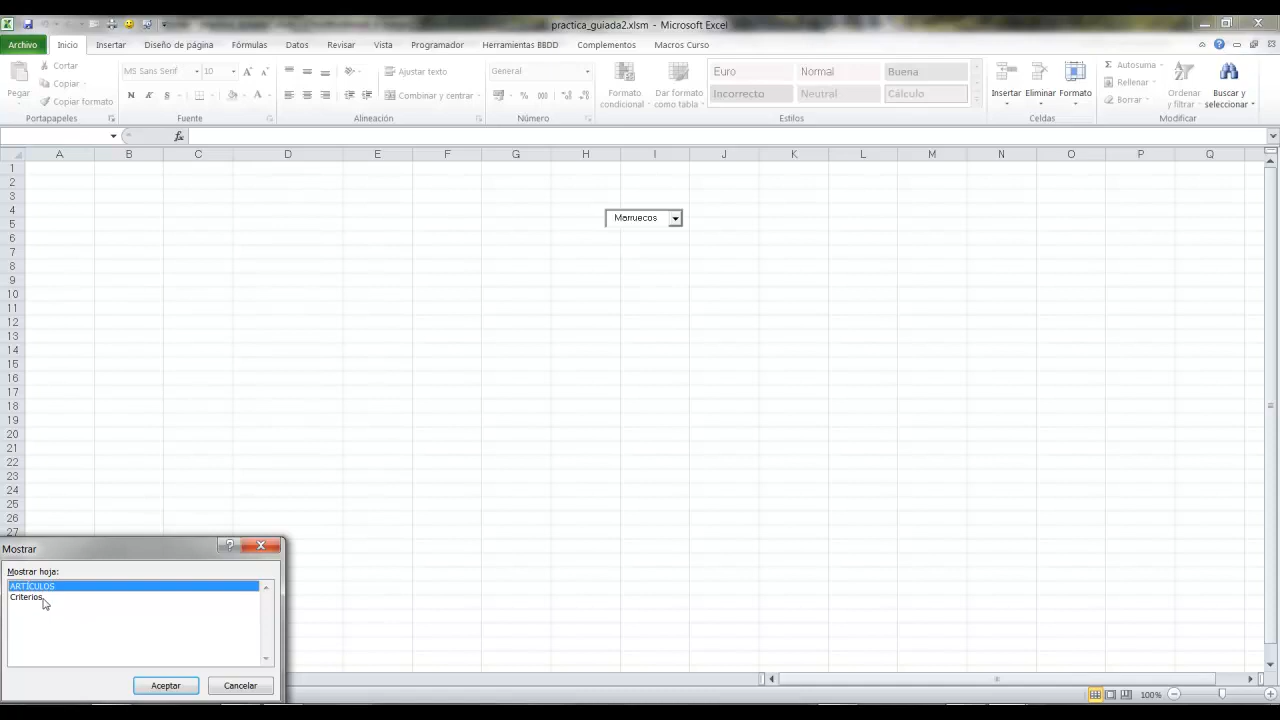 practica_guiada2.xlsm - Microsoft Excel
Archivo Inicio Insertar Diseño de página Fórmulas Datos Revisar Vista Programador Herramientas BBDD Complementos Macros Curso
Pegar
Cortar
Copiar
Copiar formato
Portapapeles
MS Sans Serif 10
N K S
Fuente
Ajustar texto
Combinar y centrar
Alineación
General
% 000
Número
Formato condicional
Dar formato como tabla
Euro Normal Buena
Incorrecto Neutral Cálculo
Estilos
Insertar Eliminar Formato
Celdas
Autosuma
Rellenar
Borrar
Ordenar y filtrar
Buscar y seleccionar
Modificar
fx
A B C D E F G H I J K L M N O P Q
1
2
3
4
5
6
7
8
9
10
11
12
13
14
15
16
17
18
19
20
21
22
23
24
25
26
27
Marruecos
Mostrar
Mostrar hoja:
ARTÍCULOS
Criterios
Aceptar Cancelar
100%